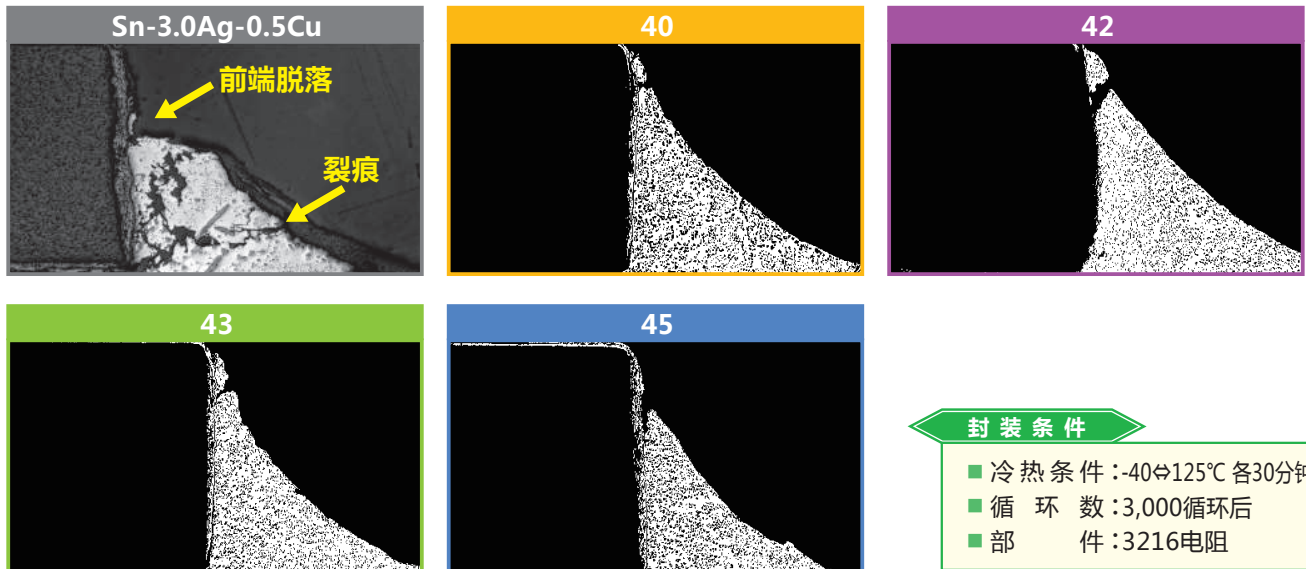 Sn-3.0Ag-0.5Cu
40
42
前端脱落
裂痕
43
45
封装条件
■ 冷热条件：-40⇔125℃ 各30分钟
■ 循环数：3,000循环后
■ 部件：3216电阻